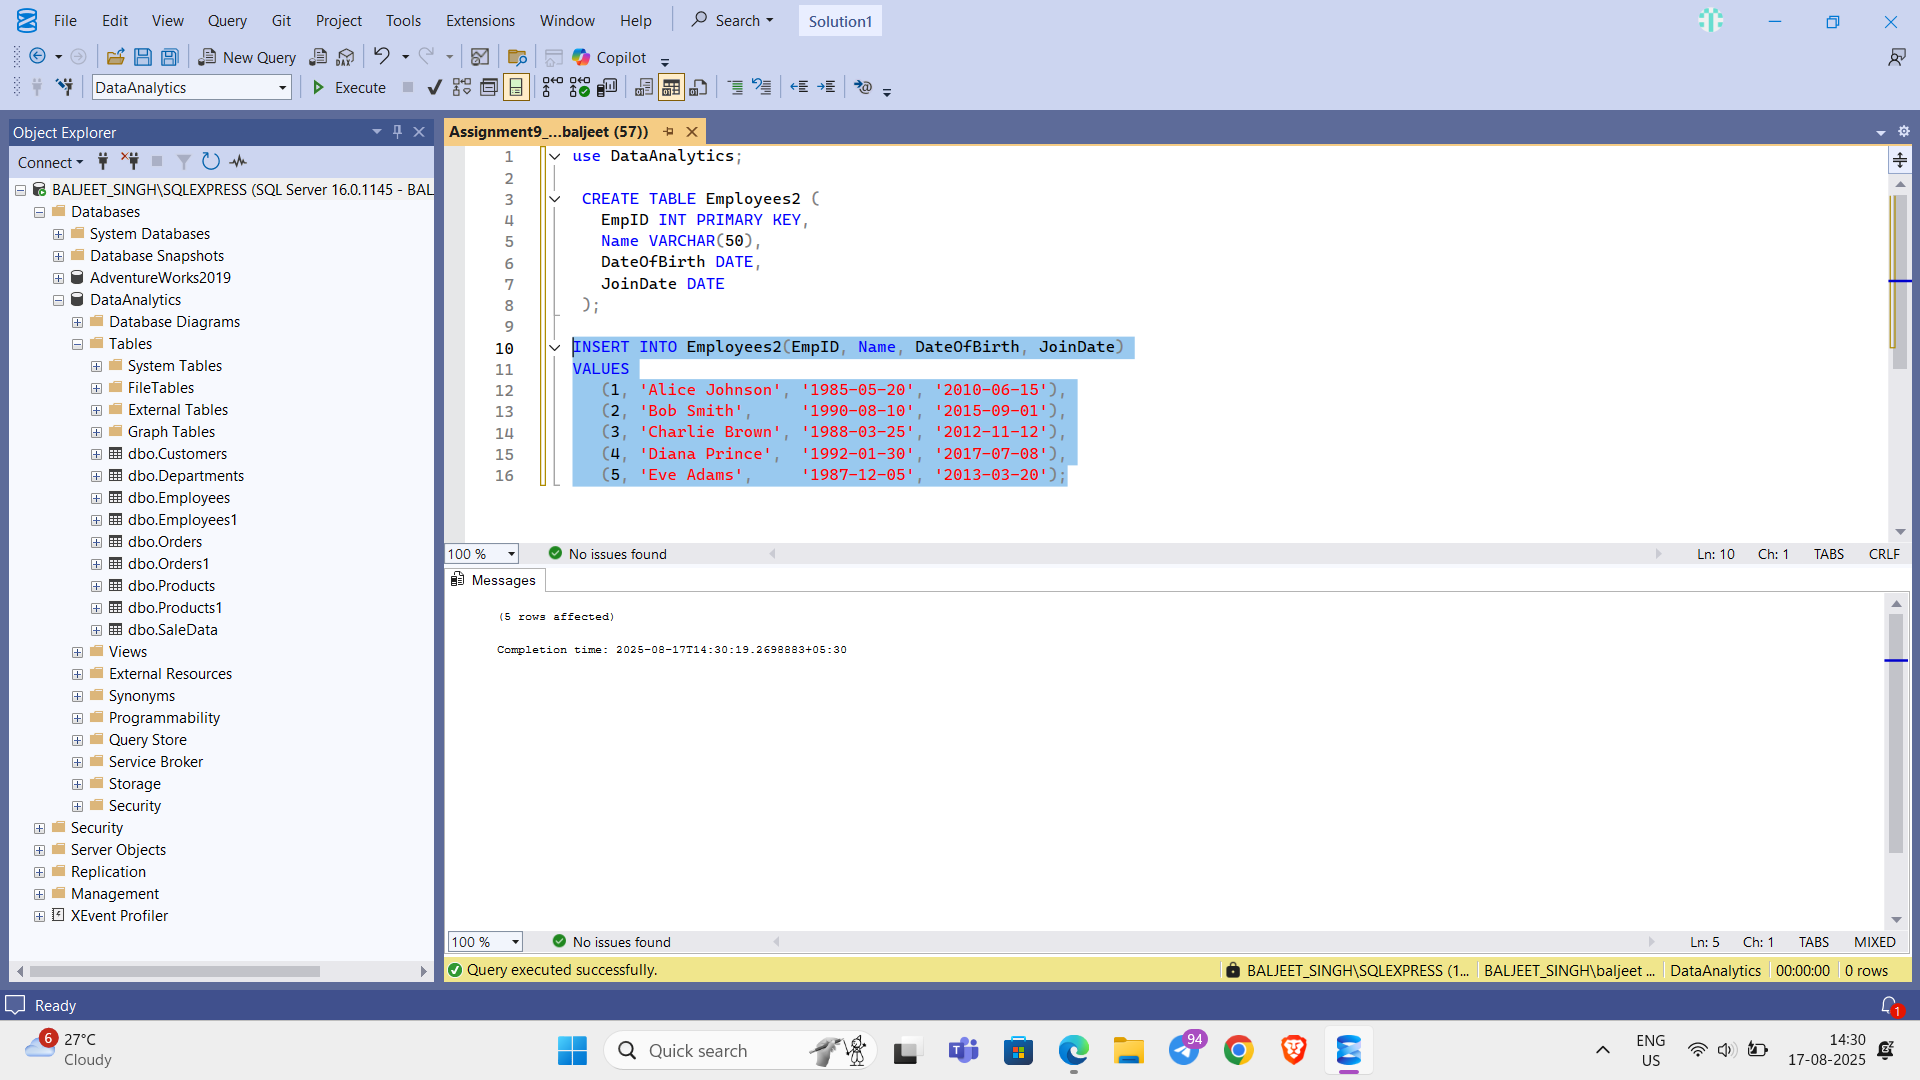 File Edit View Query Git Project Tools Extensions Window Help Search Solution1
New Query DAX Copilot
DataAnalytics Execute
Object Explorer
Connect
BALJEET_SINGH\SQLEXPRESS (SQL Server 16.0.1145 - BAL
Databases
System Databases
Database Snapshots
AdventureWorks2019
DataAnalytics
Database Diagrams
Tables
System Tables
FileTables
External Tables
Graph Tables
dbo.Customers
dbo.Departments
dbo.Employees
dbo.Employees1
dbo.Orders
dbo.Orders1
dbo.Products
dbo.Products1
dbo.SaleData
Views
External Resources
Synonyms
Programmability
Query Store
Service Broker
Storage
Security
Security
Server Objects
Replication
Management
XEvent Profiler
Assignment9_...baljeet (57))
1 use DataAnalytics;
2
3 CREATE TABLE Employees2 (
4 EmpID INT PRIMARY KEY,
5 Name VARCHAR(50),
6 DateOfBirth DATE,
7 JoinDate DATE
8 );
9
10 INSERT INTO Employees2(EmpID, Name, DateOfBirth, JoinDate)
11 VALUES
12 (1, 'Alice Johnson', '1985-05-20', '2010-06-15'),
13 (2, 'Bob Smith', '1990-08-10', '2015-09-01'),
14 (3, 'Charlie Brown', '1988-03-25', '2012-11-12'),
15 (4, 'Diana Prince', '1992-01-30', '2017-07-08'),
16 (5, 'Eve Adams', '1987-12-05', '2013-03-20');
100 % No issues found Ln: 10 Ch: 1 TABS CRLF
Messages
(5 rows affected)
Completion time: 2025-08-17T14:30:19.2698883+05:30
100 % No issues found Ln: 5 Ch: 1 TABS MIXED
Query executed successfully. BALJEET_SINGH\SQLEXPRESS (1... BALJEET_SINGH\baljeet ... DataAnalytics 00:00:00 0 rows
Ready 1
6 27°C
Cloudy
Quick search
94
ENG
US
14:30
17-08-2025